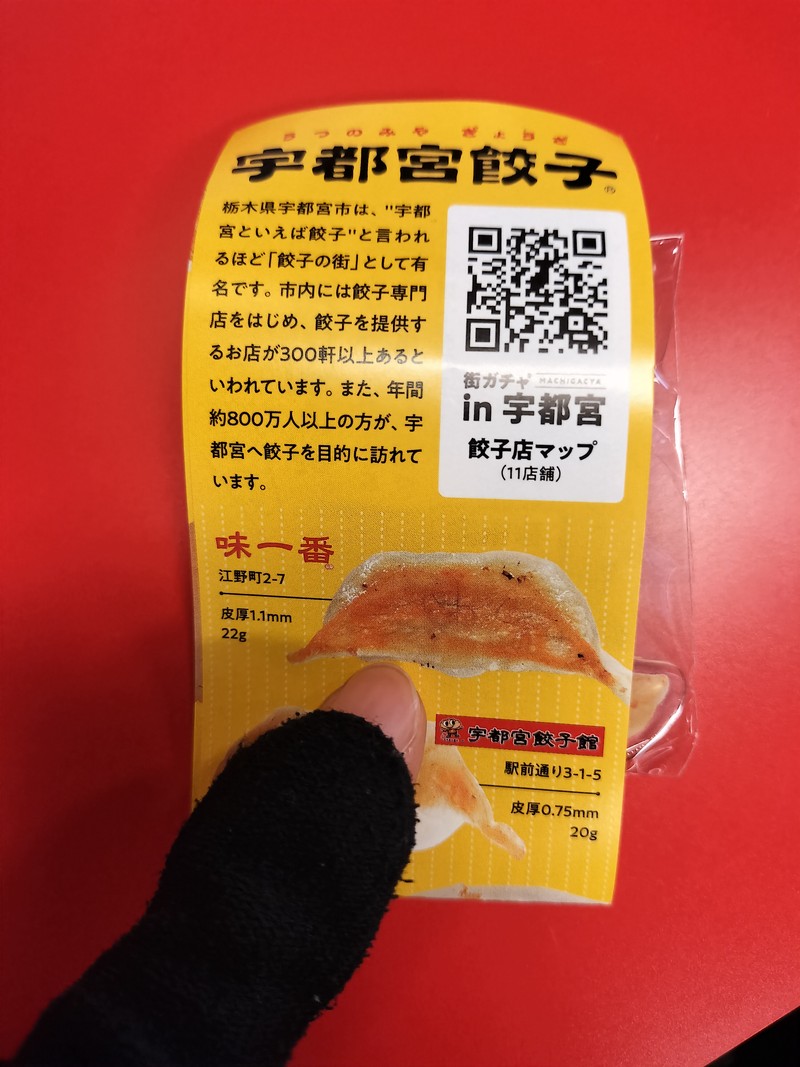 うつのみや ぎょうざ
宇都宮餃子®
栃木県宇都宮市は、"宇都
宮といえば餃子"と言われ
るほど「餃子の街」として有
名です。市内には餃子専門
店をはじめ、餃子を提供す
るお店が300軒以上あると
いわれています。また、年間
約800万人以上の方が、宇
都宮へ餃子を目的に訪れて
います。
街ガチャ MACHIGACYA
in 宇都宮
餃子店マップ
（11店舗）
味一番
江野町2-7
皮厚1.1mm
22g
宇都宮餃子館
駅前通り3-1-5
皮厚0.75mm
20g